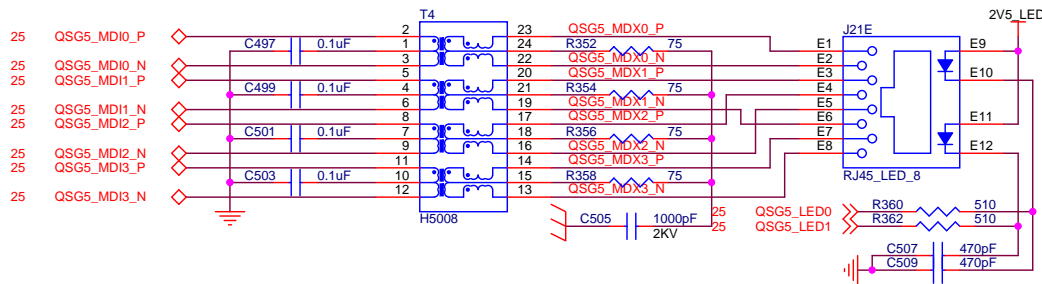 T4
2V5_LED
25 QSG5_MDI0_P 2 23 QSG5_MDX0_P J21E
C497 0.1uF 1 24 R352 75 E1 E9
25 QSG5_MDI0_N 3 22 QSG5_MDX0_N E2
25 QSG5_MDI1_P 5 20 QSG5_MDX1_P E3 E10
C499 0.1uF 4 21 R354 75 E4
25 QSG5_MDI1_N 6 19 QSG5_MDX1_N E5
25 QSG5_MDI2_P 8 17 QSG5_MDX2_P E6 E11
C501 0.1uF 7 18 R356 75 E7
25 QSG5_MDI2_N 9 16 QSG5_MDX2_N E8 E12
25 QSG5_MDI3_P 11 14 QSG5_MDX3_P
C503 0.1uF 10 15 R358 75 RJ45_LED_8
25 QSG5_MDI3_N 12 13 QSG5_MDX3_N
H5008
C505 1000pF 25 QSG5_LED0 R360 510
2KV 25 QSG5_LED1 R362 510
C507 470pF
C509 470pF